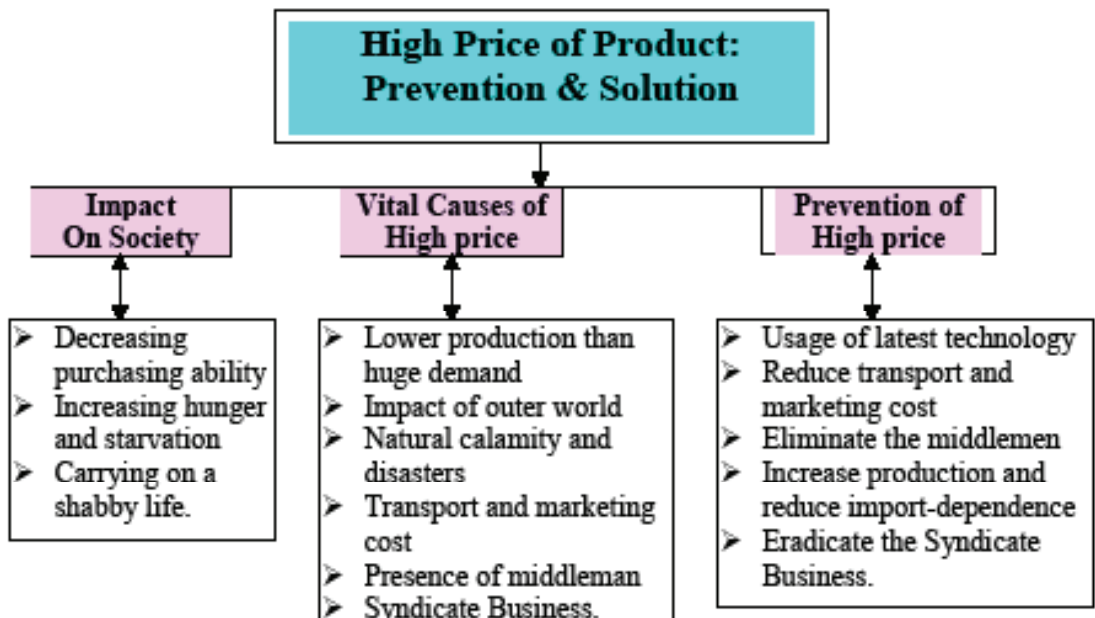 High Price of Product:
Prevention & Solution
Impact
On Society
➢ Decreasing
purchasing ability
➢ Increasing hunger
and starvation
➢ Carrying on a
shabby life.
Vital Causes of
High price
➢ Lower production than
huge demand
➢ Impact of outer world
➢ Natural calamity and
disasters
➢ Transport and marketing
cost
➢ Presence of middleman
➢ Syndicate Business.
Prevention of
High price
➢ Usage of latest technology
➢ Reduce transport and
marketing cost
➢ Eliminate the middlemen
➢ Increase production and
reduce import-dependence
➢ Eradicate the Syndicate
Business.